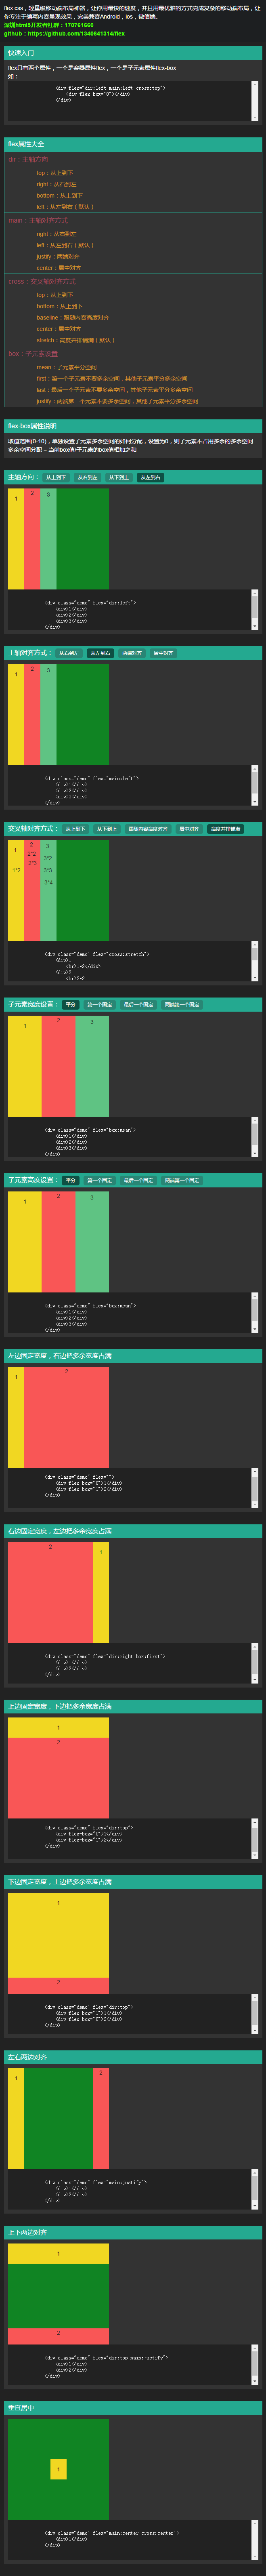 flex.css，轻量级移动端布局神器，让你用最快的速度，并且用最优雅的方式完成复杂的移动端布局，让
你专注于编写内容呈现效果，完美兼容Android，ios，微信端。
加我html5开发者社群：170761660
github：https://github.com/1340641314/flex
快速入门
flex只有两个属性，一个是容器属性flex，一个是子元素属性flex-box
如：
<div flex="dir:left main:left cross:top">
<div flex-box="0"></div>
</div>
flex属性大全
dir：主轴方向
top：从上到下
right：从右到左
bottom：从上到下
left：从左到右（默认）
main：主轴对齐方式
right：从右到左
left：从左到右（默认）
justify：两端对齐
center：居中对齐
cross：交叉轴对齐方式
top：从上到下
bottom：从上到下
baseline：跟随内容高度对齐
center：居中对齐
stretch：高度并排铺满（默认）
box：子元素设置
mean：子元素平分空间
first：第一个子元素不要多余空间，其他子元素平分多余空间
last：最后一个子元素不要多余空间，其他子元素平分多余空间
justify：两端第一个元素不要多余空间，其他子元素平分多余空间
flex-box属性说明
取值范围(0-10)，单独设置子元素多余空间的如何分配，设置为0，则子元素不占用多余的多余空间
多余空间分配 = 当前box值/子元素的box值相加之和
主轴方向： 从上到下 从右到左 从下到上 从左到右
1 2 3
<div class="demo" flex="dir:left">
<div>1</div>
<div>2</div>
<div>3</div>
</div>
主轴对齐方式： 从右到左 从左到右 两端对齐 居中对齐
1 2 3
<div class="demo" flex="main:left">
<div>1</div>
<div>2</div>
<div>3</div>
</div>
交叉轴对齐方式： 从上到下 从下到上 跟随内容高度对齐 居中对齐 高度并排铺满
1 2 3
2*2 3*2
2*3
1*2 3*3
3*4
<div class="demo" flex="cross:stretch">
<div>1
<br>1*2</div>
<div>2
<br>2*2
子元素宽度设置： 平分 第一个固定 最后一个固定 两端第一个固定
1 2 3
<div class="demo" flex="box:mean">
<div>1</div>
<div>2</div>
<div>3</div>
</div>
子元素高度设置： 平分 第一个固定 最后一个固定 两端第一个固定
1 2 3
<div class="demo" flex="box:mean">
<div>1</div>
<div>2</div>
<div>3</div>
</div>
左边固定宽度，右边把多余宽度占满
1 2
<div class="demo" flex="">
<div flex-box="0">1</div>
<div flex-box="1">2</div>
</div>
右边固定宽度，左边把多余宽度占满
2 1
<div class="demo" flex="dir:right box:first">
<div>1</div>
<div>2</div>
</div>
上边固定宽度，下边把多余宽度占满
1
2
<div class="demo" flex="dir:top">
<div flex-box="0">1</div>
<div flex-box="1">2</div>
</div>
下边固定宽度，上边把多余宽度占满
1
2
<div class="demo" flex="dir:top">
<div flex-box="1">1</div>
<div flex-box="0">2</div>
</div>
左右两边对齐
1 2
<div class="demo" flex="main:justify">
<div>1</div>
<div>2</div>
</div>
上下两边对齐
1
2
<div class="demo" flex="dir:top main:justify">
<div>1</div>
<div>2</div>
</div>
垂直居中
1
<div class="demo" flex="main:center cross:center">
<div>1</div>
</div>